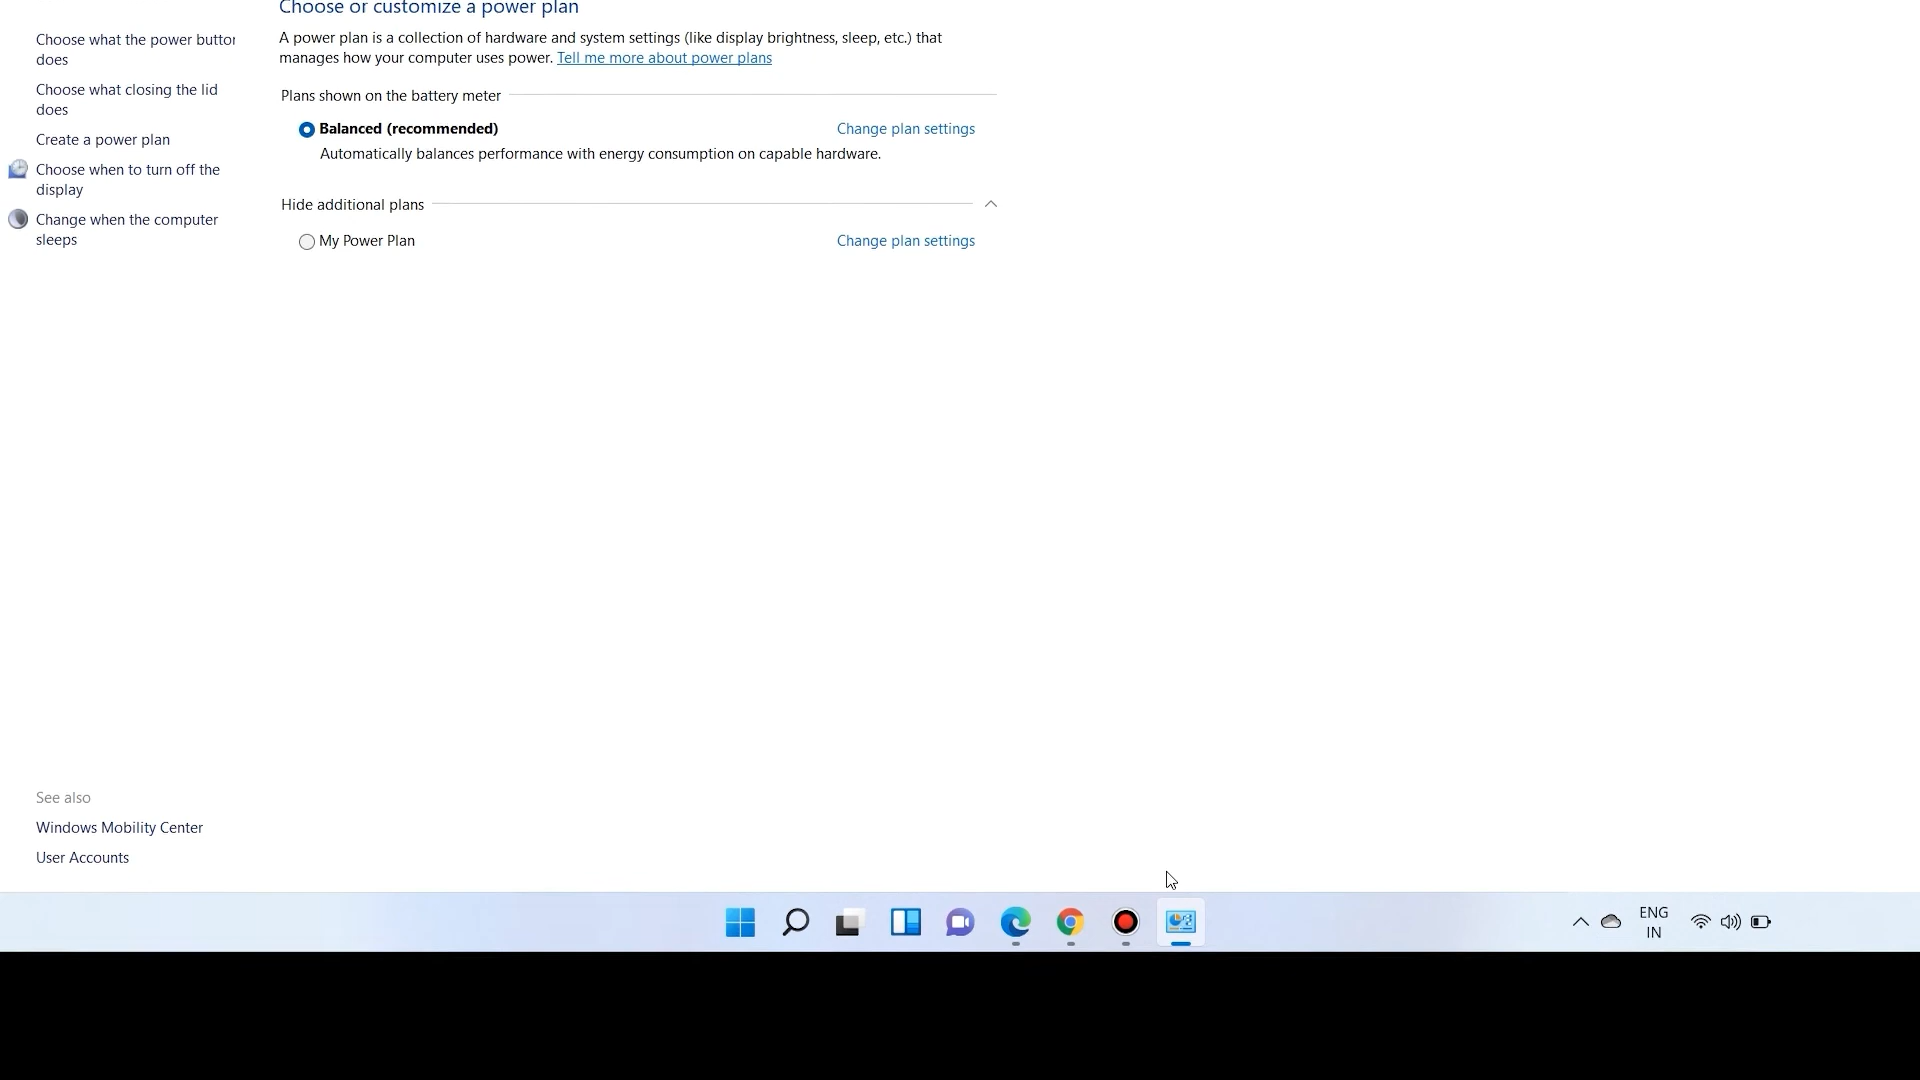 Choose or customize a power plan
Choose what the power button
does
Choose what closing the lid
does
Create a power plan
Choose when to turn off the
display
Change when the computer
sleeps
A power plan is a collection of hardware and system settings (like display brightness, sleep, etc.) that
manages how your computer uses power. Tell me more about power plans
Plans shown on the battery meter
Balanced (recommended) Change plan settings
Automatically balances performance with energy consumption on capable hardware.
Hide additional plans
My Power Plan Change plan settings
See also
Windows Mobility Center
User Accounts
ENG
IN